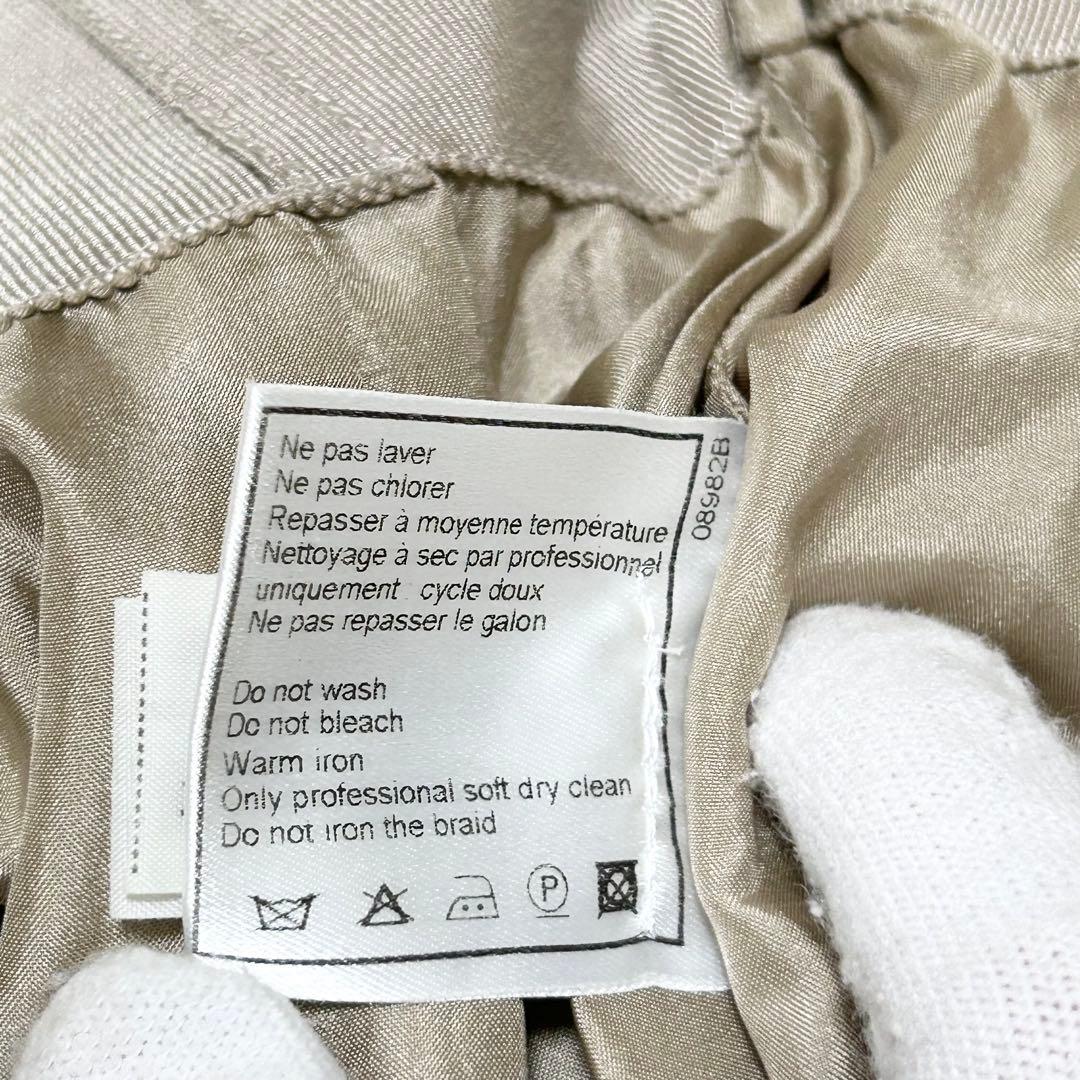 Ne pas laver
Ne pas chlorer
Repasser à moyenne température
Nettoyage à sec par professionnel
uniquement cycle doux
Ne pas repasser le galon
Do not wash
Do not bleach
Warm iron
Only professional soft dry clean
Do not iron the braid
P
08982B